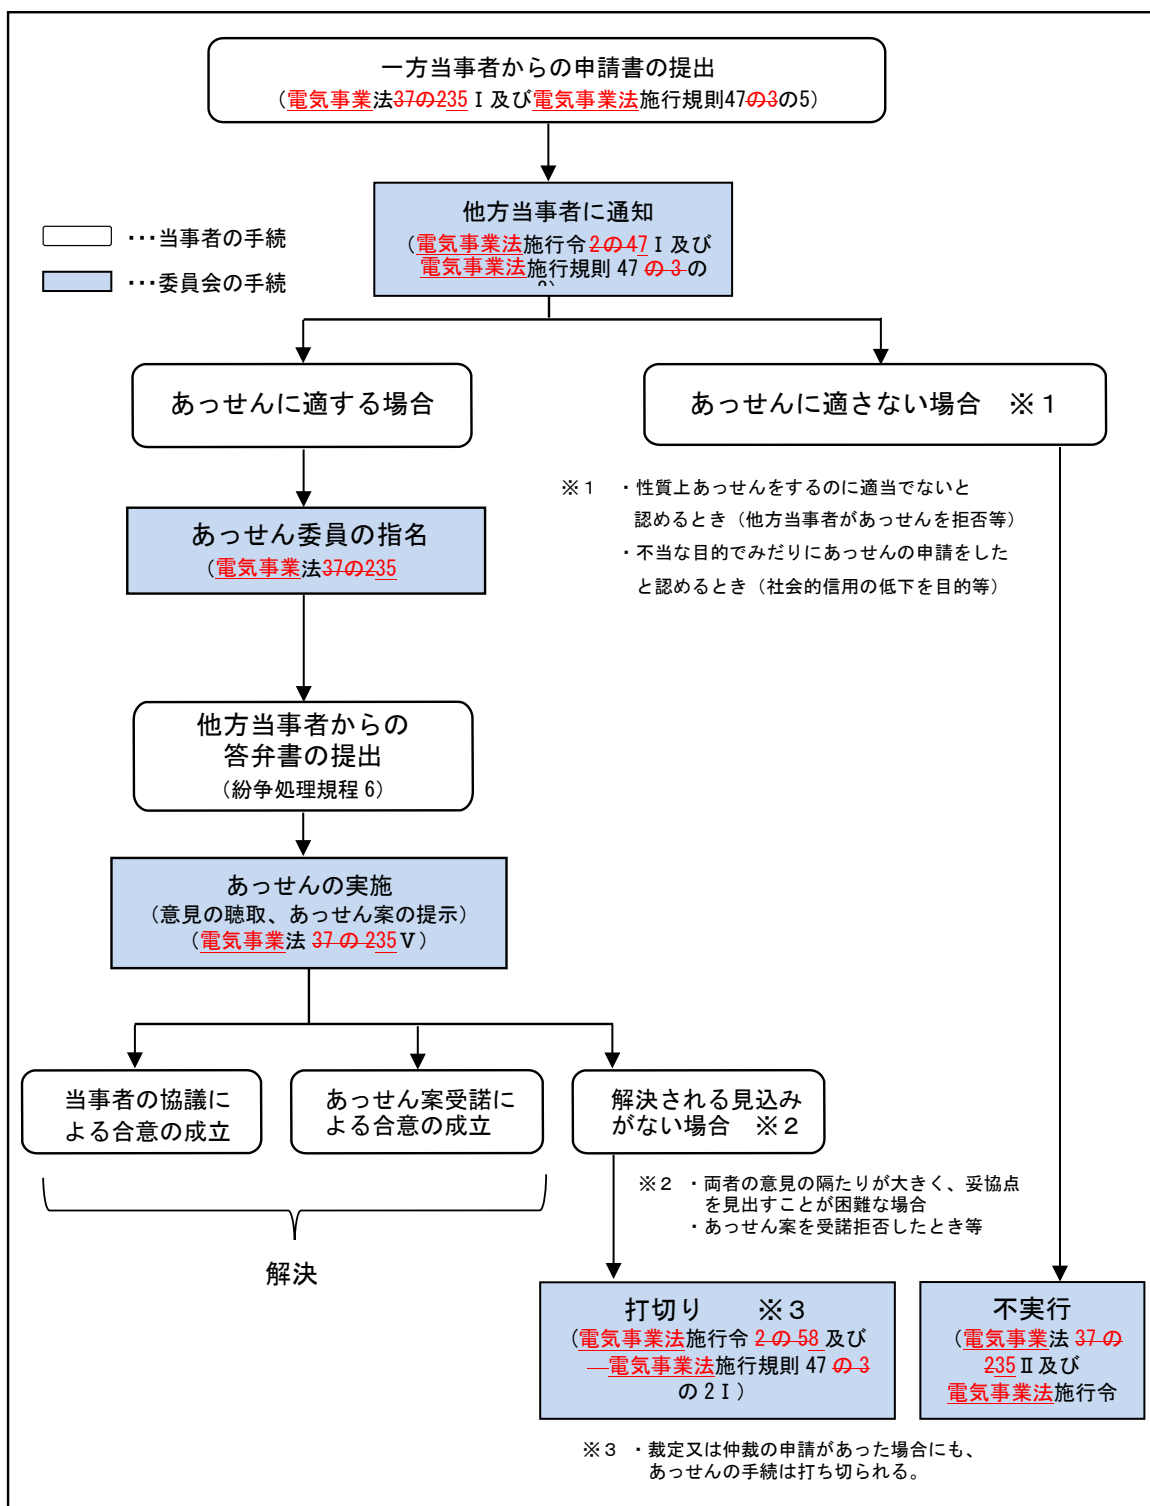 一方当事者からの申請書の提出
（電気事業法37の235Ⅰ及び電気事業法施行規則47の3の5）
他方当事者に通知
（電気事業法施行令2の47Ⅰ及び
電気事業法施行規則 47 の 3 の
・・・当事者の手続
・・・委員会の手続
あっせんに適する場合
あっせんに適さない場合　※１
※１　・性質上あっせんをするのに適当でないと
認めるとき（他方当事者があっせんを拒否等）
・不当な目的でみだりにあっせんの申請をした
と認めるとき（社会的信用の低下を目的等）
あっせん委員の指名
（電気事業法37の235
他方当事者からの
答弁書の提出
（紛争処理規程 6）
あっせんの実施
（意見の聴取、あっせん案の提示）
（電気事業法 37 の 235Ⅴ）
当事者の協議に
よる合意の成立
あっせん案受諾に
よる合意の成立
解決される見込み
がない場合　※２
※２　・両者の意見の隔たりが大きく、妥協点
を見出すことが困難な場合
・あっせん案を受諾拒否したとき等
解決
打切り　　※３
（電気事業法施行令 2 の 58 及び
電気事業法施行規則 47 の 3
の 2Ⅰ）
不実行
（電気事業法 37 の
235Ⅱ及び
電気事業法施行令
※３　・裁定又は仲裁の申請があった場合にも、
あっせんの手続は打ち切られる。